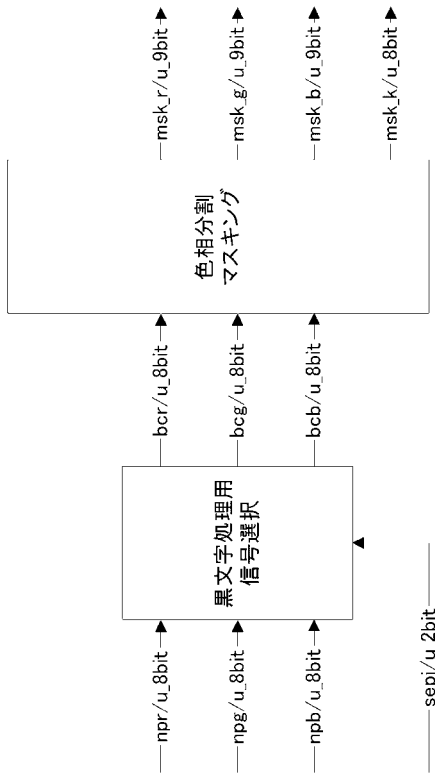 msk_r/u_9bit
msk_g/u_9bit
msk_b/u_9bit
msk_k/u_8bit
色相分割
マスキング
bcr/u_8bit
bcg/u_8bit
bcb/u_8bit
黒文字処理用
信号選択
npr/u_8bit
npg/u_8bit
npb/u_8bit
sepi/u_2bit